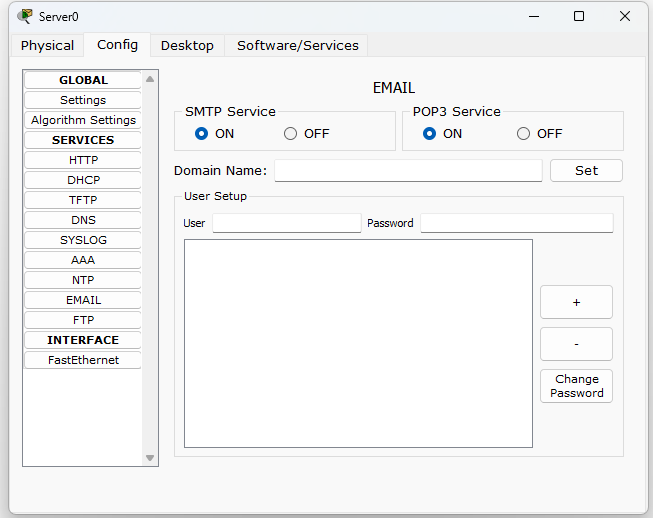 Server0
Physical Config Desktop Software/Services
GLOBAL
Settings
Algorithm Settings
SERVICES
HTTP
DHCP
TFTP
DNS
SYSLOG
AAA
NTP
EMAIL
FTP
INTERFACE
FastEthernet
EMAIL
SMTP Service
ON OFF
POP3 Service
ON OFF
Domain Name: Set
User Setup
User Password
+
-
Change
Password